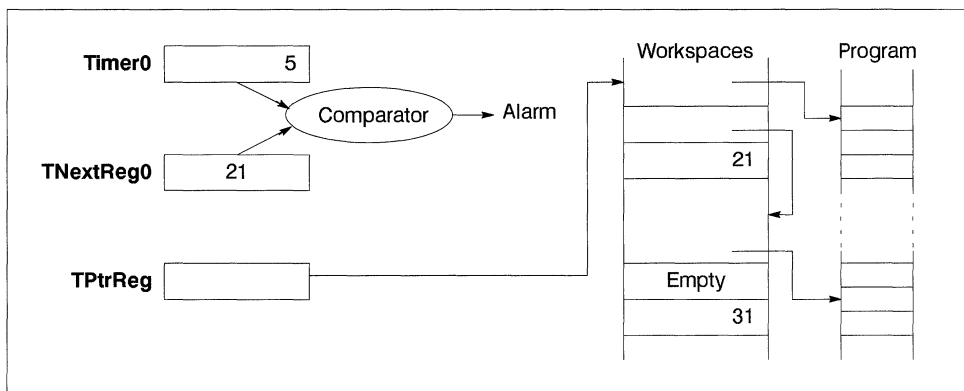 Timer0
5
Comparator
Alarm
TNextReg0
21
TPtrReg
Workspaces
Program
21
Empty
31